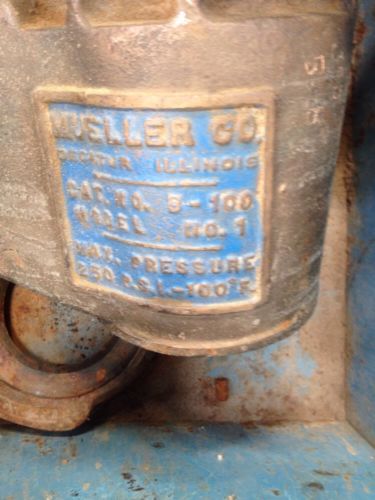 MUELLER CO.
DECATUR ILLINOIS
CAT. NO. S-100
MODEL NO. 1
MAX. PRESSURE
250 P.S.I.-100°F.